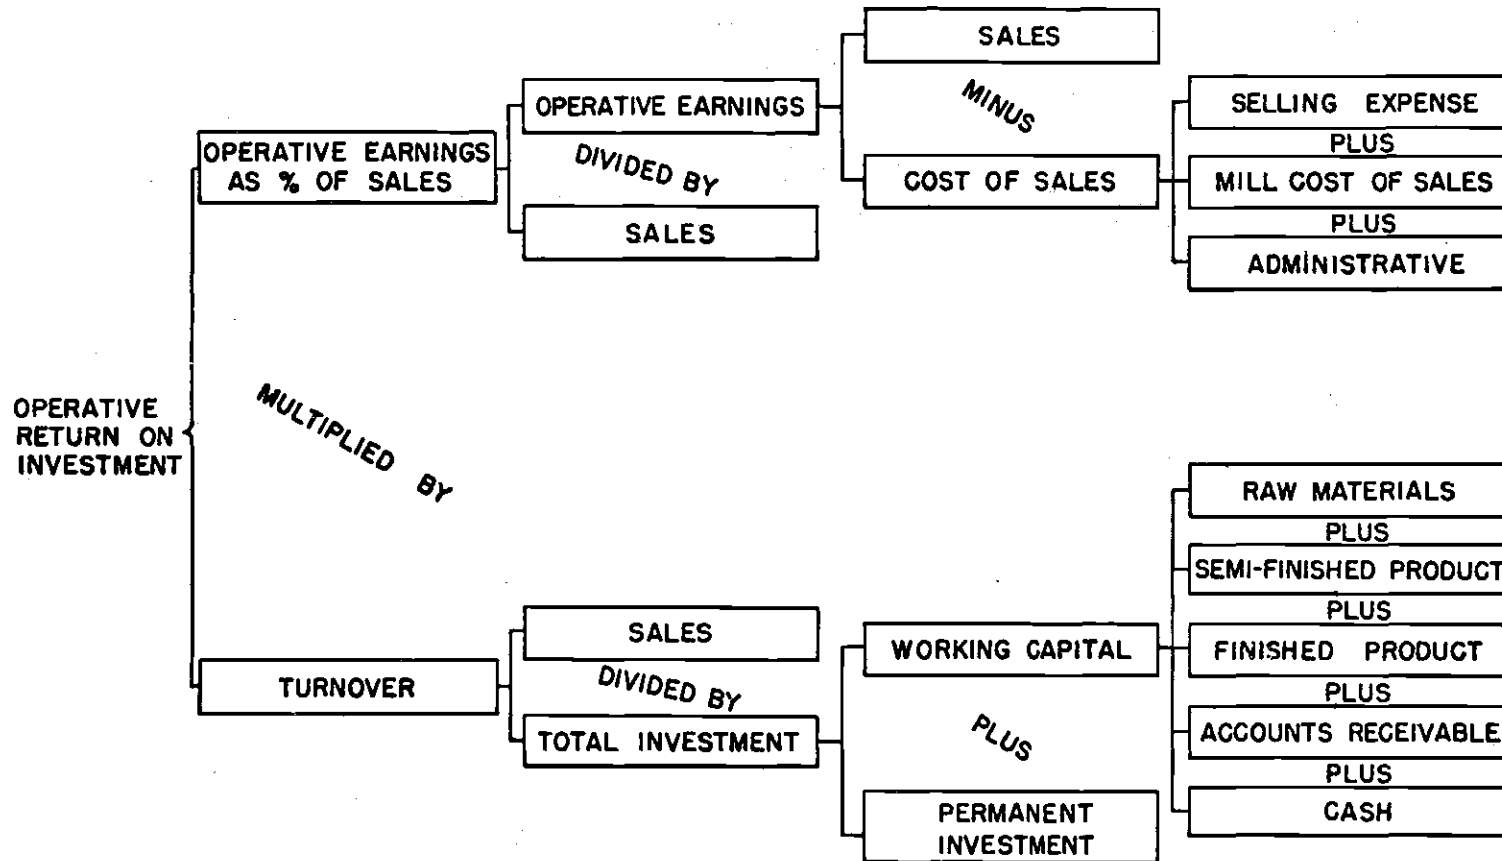 SALES
MINUS
OPERATIVE EARNINGS
SELLING EXPENSE
PLUS
OPERATIVE EARNINGS
AS % OF SALES
DIVIDED BY
COST OF SALES
MILL COST OF SALES
PLUS
SALES
ADMINISTRATIVE
MULTIPLIED BY
OPERATIVE
RETURN ON
INVESTMENT
RAW MATERIALS
PLUS
SEMI-FINISHED PRODUCT
PLUS
SALES
WORKING CAPITAL
FINISHED PRODUCT
TURNOVER
DIVIDED BY
PLUS
TOTAL INVESTMENT
PLUS
ACCOUNTS RECEIVABLE
PLUS
PERMANENT
INVESTMENT
CASH